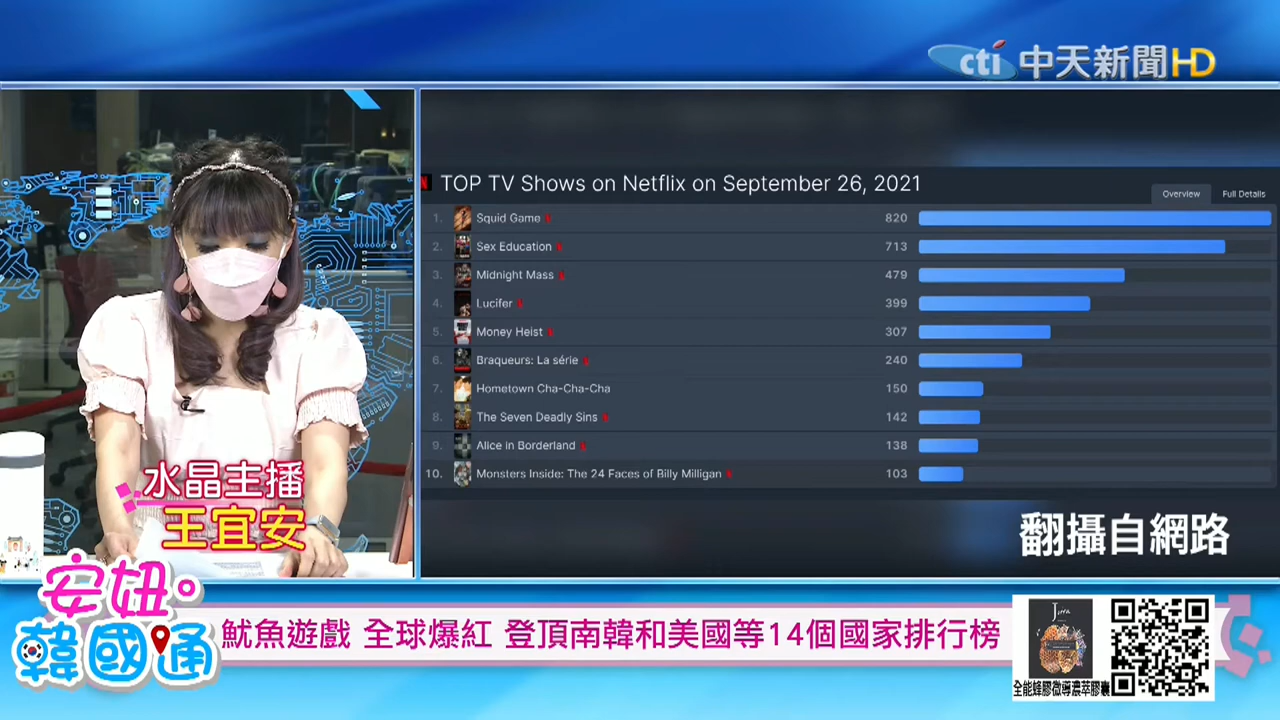 cti 中天新聞HD
TOP TV Shows on Netflix on September 26, 2021
Overview Full Details
1. Squid Game 820
2. Sex Education 713
3. Midnight Mass 479
4. Lucifer 399
5. Money Heist 307
6. Braqueurs: La série 240
7. Hometown Cha-Cha-Cha 150
8. The Seven Deadly Sins 142
9. Alice in Borderland 138
10. Monsters Inside: The 24 Faces of Billy Milligan 103
水晶主播
王宜安
翻攝自網路
安妞。
韓國通
魷魚遊戲 全球爆紅 登頂南韓和美國等14個國家排行榜
全能蜂膠微導濃萃膠囊